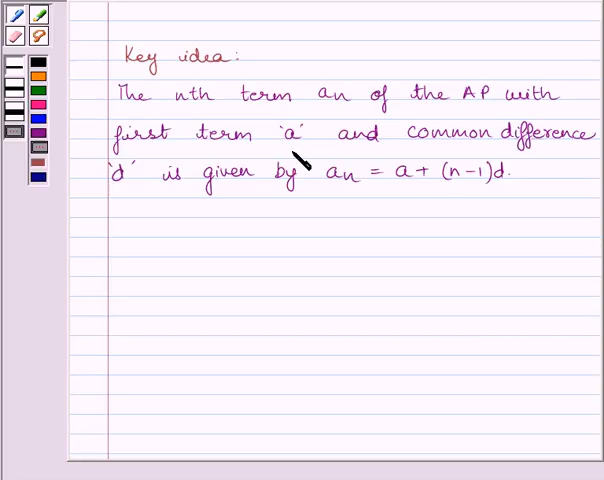 Key idea:
The nth term an of the AP with
first term 'a' and common difference
'd' is given by an = a + (n-1)d.